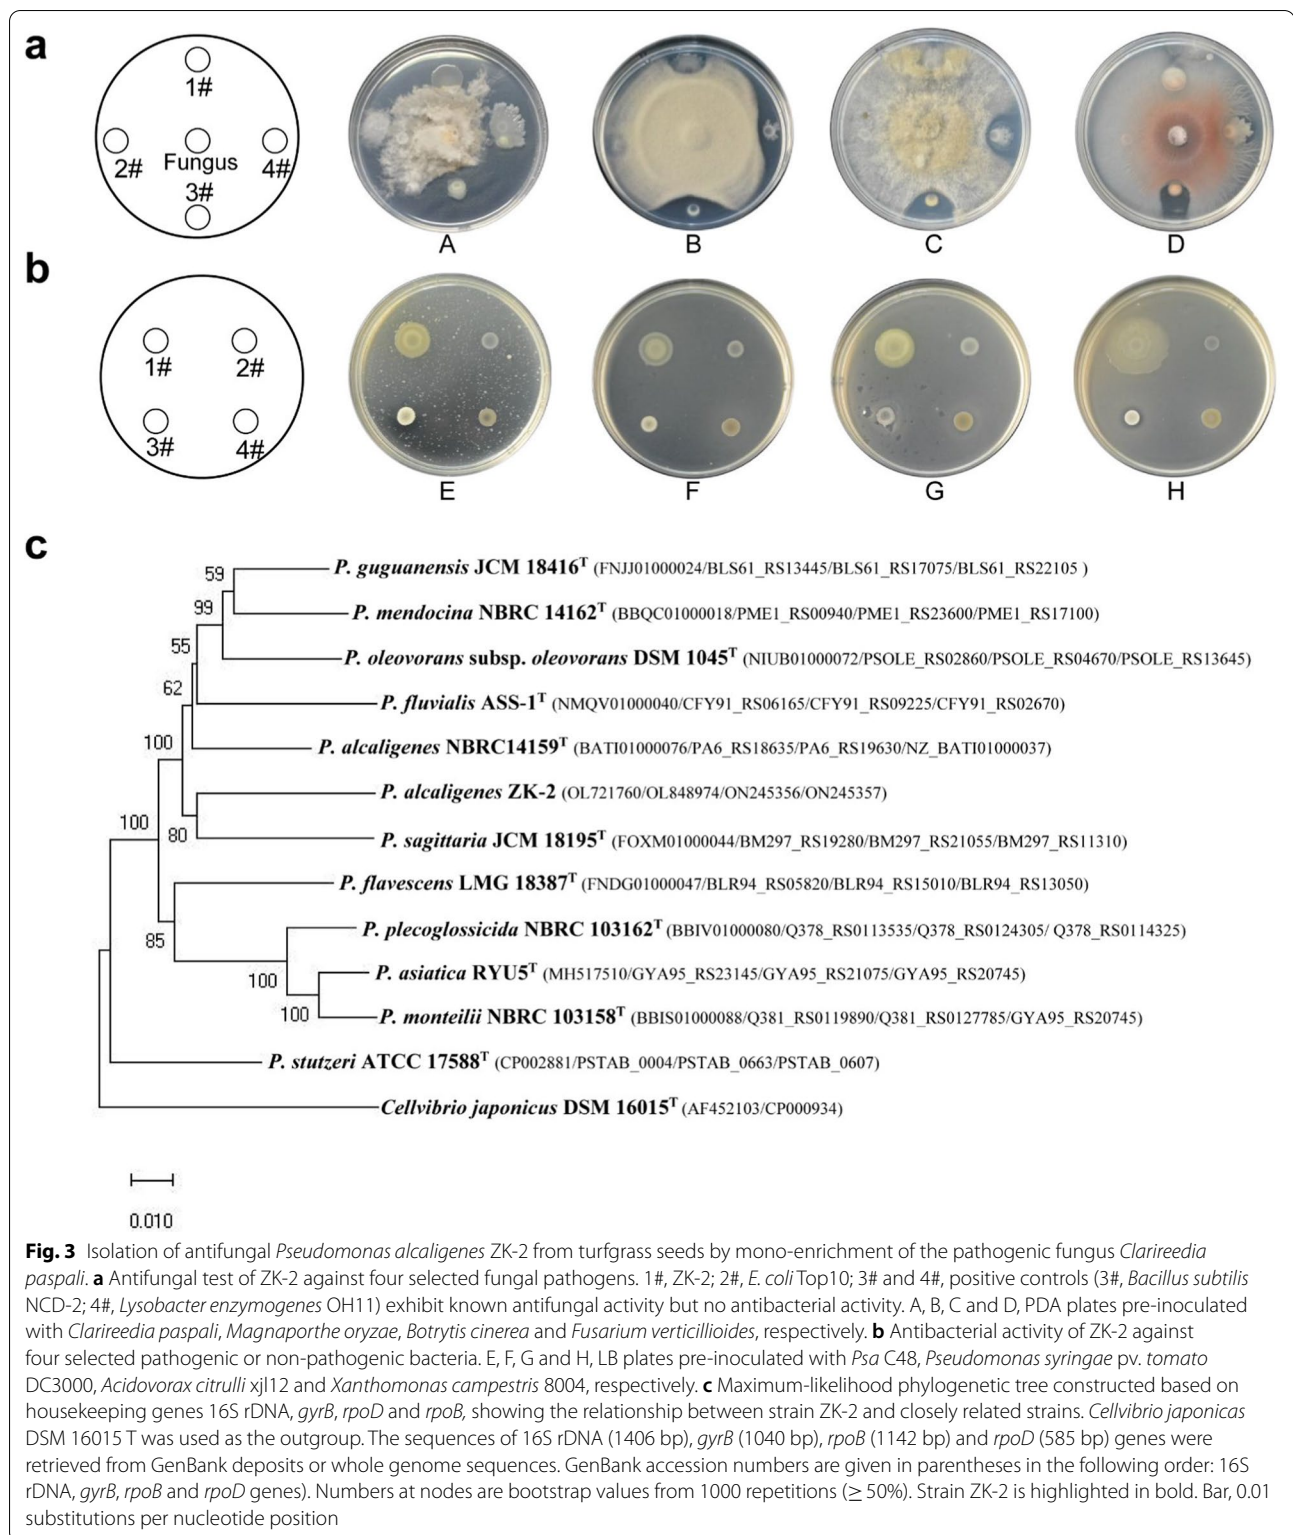 a
1#
2#
Fungus
4#
3#
A
B
C
D
b
1#
2#
3#
4#
E
F
G
H
c
59
P. guguanensis JCM 18416T (FNJJ01000024/BLS61_RS13445/BLS61_RS17075/BLS61_RS22105 )
99
P. mendocina NBRC 14162T (BBQC01000018/PME1_RS00940/PME1_RS23600/PME1_RS17100)
55
P. oleovorans subsp. oleovorans DSM 1045T (NIUB01000072/PSOLE_RS02860/PSOLE_RS04670/PSOLE_RS13645)
62
P. fluvialis ASS-1T (NMQV01000040/CFY91_RS06165/CFY91_RS09225/CFY91_RS02670)
100
P. alcaligenes NBRC14159T (BATI01000076/PA6_RS18635/PA6_RS19630/NZ_BATI01000037)
P. alcaligenes ZK-2 (OL721760/OL848974/ON245356/ON245357)
100
80
P. sagittaria JCM 18195T (FOXM01000044/BM297_RS19280/BM297_RS21055/BM297_RS11310)
P. flavescens LMG 18387T (FNDG01000047/BLR94_RS05820/BLR94_RS15010/BLR94_RS13050)
85
P. plecoglossicida NBRC 103162T (BBIV01000080/Q378_RS0113535/Q378_RS0124305/ Q378_RS0114325)
100
P. asiatica RYU5T (MH517510/GYA95_RS23145/GYA95_RS21075/GYA95_RS20745)
100
P. monteilii NBRC 103158T (BBIS01000088/Q381_RS0119890/Q381_RS0127785/GYA95_RS20745)
P. stutzeri ATCC 17588T (CP002881/PSTAB_0004/PSTAB_0663/PSTAB_0607)
Cellvibrio japonicus DSM 16015T (AF452103/CP000934)
0.010
Fig. 3 Isolation of antifungal Pseudomonas alcaligenes ZK-2 from turfgrass seeds by mono-enrichment of the pathogenic fungus Clarireedia
paspali. a Antifungal test of ZK-2 against four selected fungal pathogens. 1#, ZK-2; 2#, E. coli Top10; 3# and 4#, positive controls (3#, Bacillus subtilis
NCD-2; 4#, Lysobacter enzymogenes OH11) exhibit known antifungal activity but no antibacterial activity. A, B, C and D, PDA plates pre-inoculated
with Clarireedia paspali, Magnaporthe oryzae, Botrytis cinerea and Fusarium verticillioides, respectively. b Antibacterial activity of ZK-2 against
four selected pathogenic or non-pathogenic bacteria. E, F, G and H, LB plates pre-inoculated with Psa C48, Pseudomonas syringae pv. tomato
DC3000, Acidovorax citrulli xjl12 and Xanthomonas campestris 8004, respectively. c Maximum-likelihood phylogenetic tree constructed based on
housekeeping genes 16S rDNA, gyrB, rpoD and rpoB, showing the relationship between strain ZK-2 and closely related strains. Cellvibrio japonicas
DSM 16015 T was used as the outgroup. The sequences of 16S rDNA (1406 bp), gyrB (1040 bp), rpoB (1142 bp) and rpoD (585 bp) genes were
retrieved from GenBank deposits or whole genome sequences. GenBank accession numbers are given in parentheses in the following order: 16S
rDNA, gyrB, rpoB and rpoD genes). Numbers at nodes are bootstrap values from 1000 repetitions (≥ 50%). Strain ZK-2 is highlighted in bold. Bar, 0.01
substitutions per nucleotide position